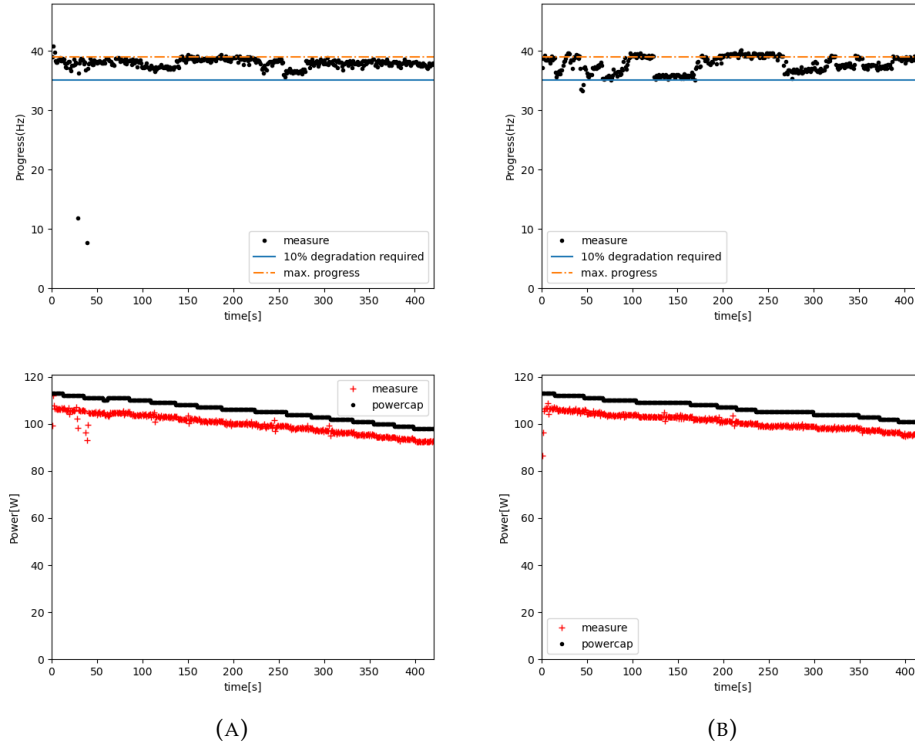 40
30
20
10
0
Progress(Hz)
measure
10% degradation required
max. progress
0 50 100 150 200 250 300 350 400
time[s]
40
30
20
10
0
Progress(Hz)
measure
10% degradation required
max. progress
0 50 100 150 200 250 300 350 400
time[s]
120
100
80
60
40
20
0
Power[W]
measure
powercap
0 50 100 150 200 250 300 350 400
time[s]
120
100
80
60
40
20
0
Power[W]
measure
powercap
0 50 100 150 200 250 300 350 400
time[s]
(A)
(B)